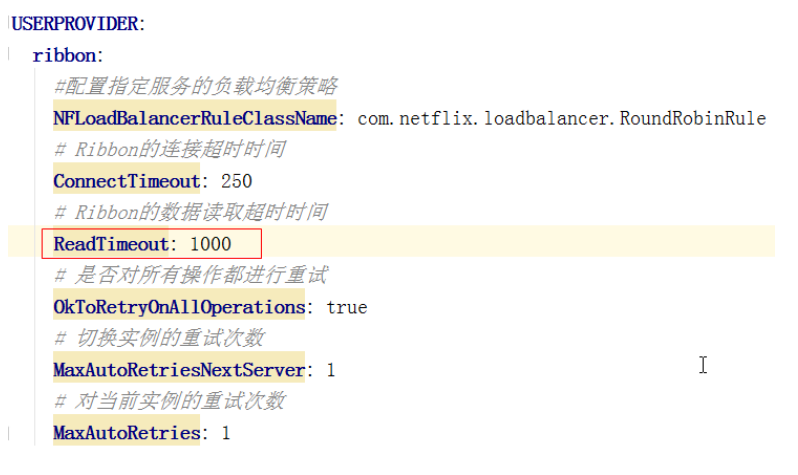 USERPROVIDER:
ribbon:
#配置指定服务的负载均衡策略
NFLoadBalancerRuleClassName: com.netflix.loadbalancer.RoundRobinRule
# Ribbon的连接超时时间
ConnectTimeout: 250
# Ribbon的数据读取超时时间
ReadTimeout: 1000
# 是否对所有操作都进行重试
OkToRetryOnAllOperations: true
# 切换实例的重试次数
MaxAutoRetriesNextServer: 1
# 对当前实例的重试次数
MaxAutoRetries: 1